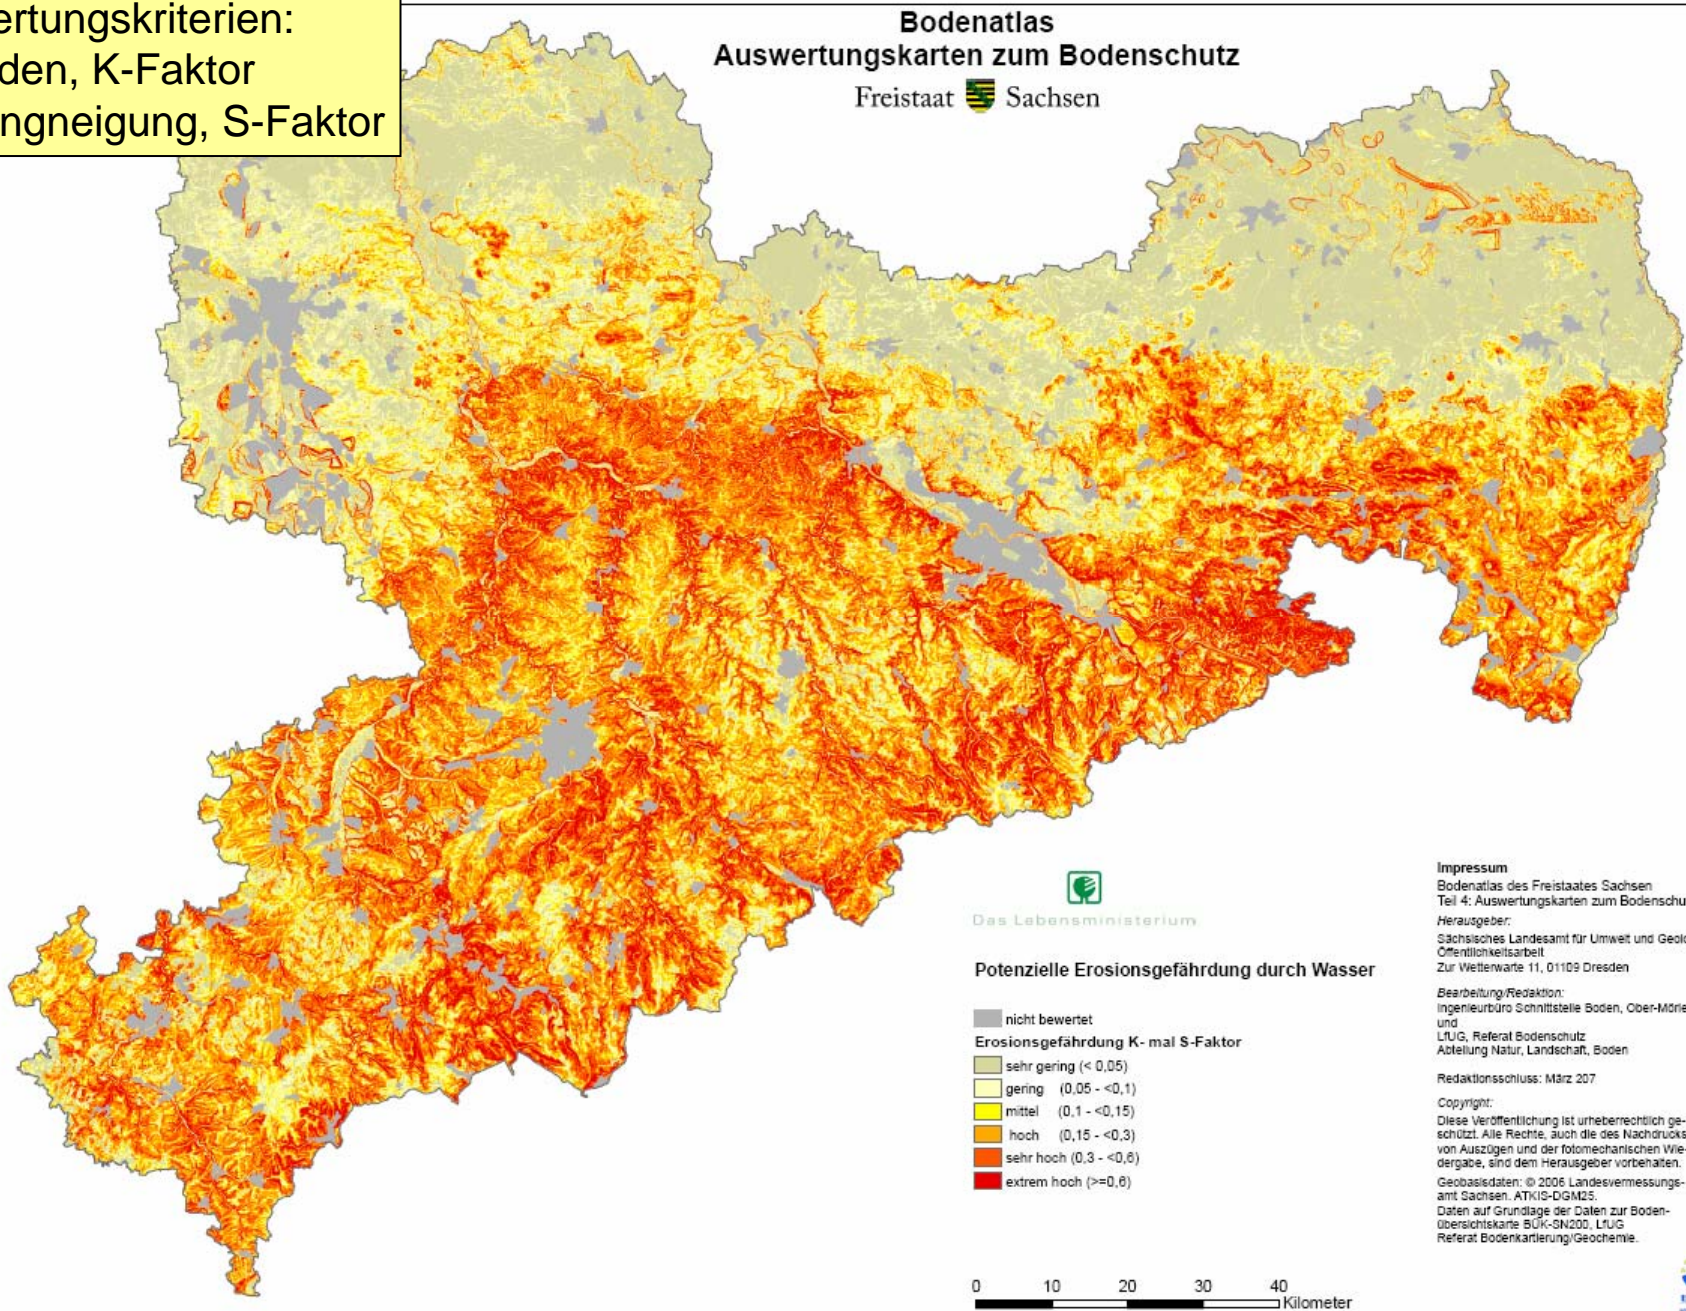 ertungskriterien:
den, K-Faktor
ngneigung, S-Faktor
Bodenatlas
Auswertungskarten zum Bodenschutz
Freistaat Sachsen
Das Lebensministerium
Potenzielle Erosionsgefährdung durch Wasser
nicht bewertet
Erosionsgefährdung K- mal S-Faktor
sehr gering (< 0,05)
gering (0,05 - <0,1)
mittel (0,1 - <0,15)
hoch (0,15 - <0,3)
sehr hoch (0,3 - <0,6)
extrem hoch (>=0,6)
0 10 20 30 40
Kilometer
Impressum
Bodenatlas des Freistaates Sachsen
Teil 4: Auswertungskarten zum Bodenschu
Herausgeber:
Sächsisches Landesamt für Umwelt und Geolo
Öffentlichkeitsarbeit
Zur Wetterwarte 11, 01109 Dresden
Bearbeitung/Redaktion:
Ingenieurbüro Schnittstelle Boden, Ober-Mörle
und
LfUG, Referat Bodenschutz
Abteilung Natur, Landschaft, Boden
Redaktionsschluss: März 207
Copyright:
Diese Veröffentlichung ist urheberrechtlich ge-
schützt. Alle Rechte, auch die des Nachdrucks
von Auszügen und der fotomechanischen Wie-
dergabe, sind dem Herausgeber vorbehalten.
Geobasisdaten: © 2006 Landesvermessungs-
amt Sachsen. ATKIS-DGM25.
Daten auf Grundlage der Daten zur Boden-
übersichtskarte BÜK-SN200, LfUG
Referat Bodenkartierung/Geochemie.